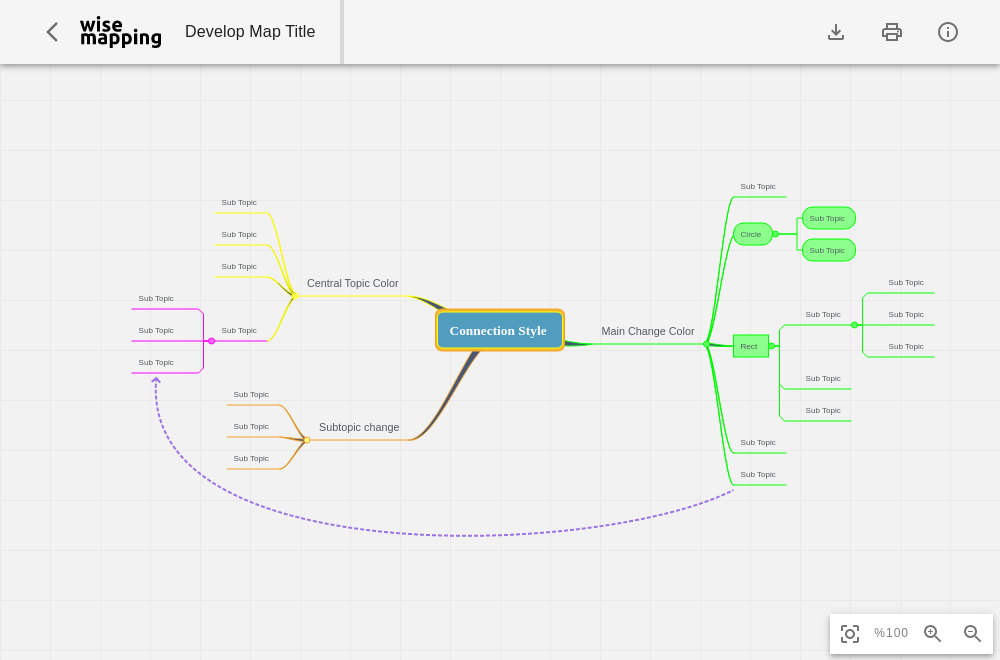 wise
mapping
Develop Map Title
Sub Topic
Sub Topic
Sub Topic
Central Topic Color
Sub Topic
Sub Topic
Sub Topic
Sub Topic
Sub Topic
Sub Topic
Sub Topic
Subtopic change
Connection Style
Main Change Color
Sub Topic
Circle
Sub Topic
Sub Topic
Rect
Sub Topic
Sub Topic
Sub Topic
Sub Topic
Sub Topic
Sub Topic
Sub Topic
Sub Topic
%100